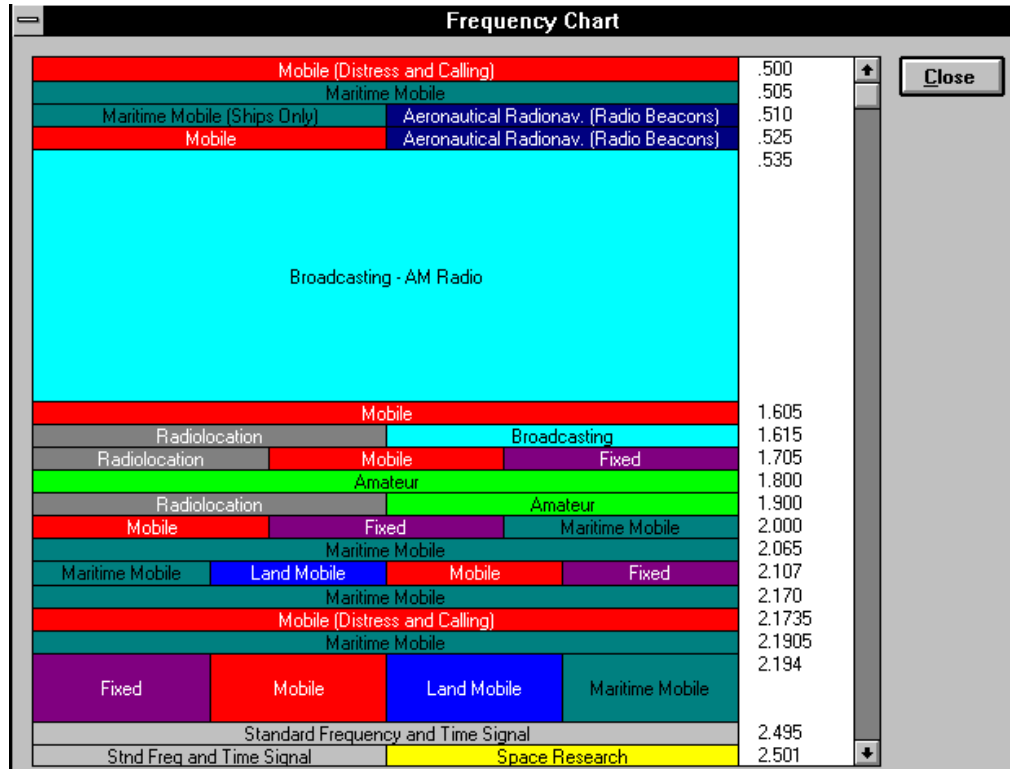 Frequency Chart
Mobile (Distress and Calling) .500
Close
Maritime Mobile .505
Maritime Mobile (Ships Only) Aeronautical Radionav. (Radio Beacons) .510
Mobile Aeronautical Radionav. (Radio Beacons) .525
.535
Broadcasting - AM Radio
Mobile 1.605
Radiolocation Broadcasting 1.615
Radiolocation Mobile Fixed 1.705
Amateur 1.800
Radiolocation Amateur 1.900
Mobile Fixed Maritime Mobile 2.000
Maritime Mobile 2.065
Maritime Mobile Land Mobile Mobile Fixed 2.107
Maritime Mobile 2.170
Mobile (Distress and Calling) 2.1735
Maritime Mobile 2.1905
2.194
Fixed Mobile Land Mobile Maritime Mobile
Standard Frequency and Time Signal 2.495
Stnd Freq and Time Signal Space Research 2.501